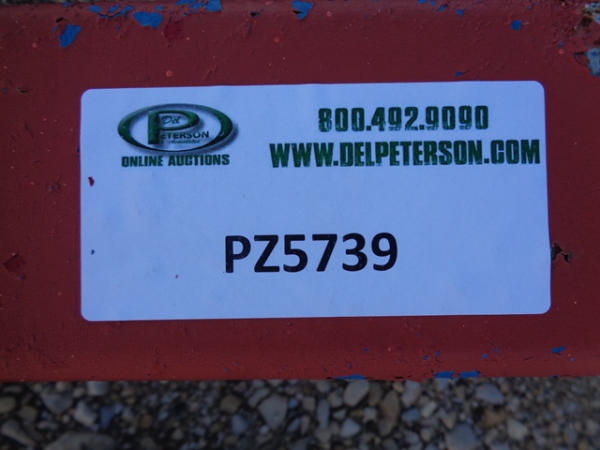 Del
PETERSON
ONLINE AUCTIONS
800.492.9090
WWW.DELPETERSON.COM
PZ5739